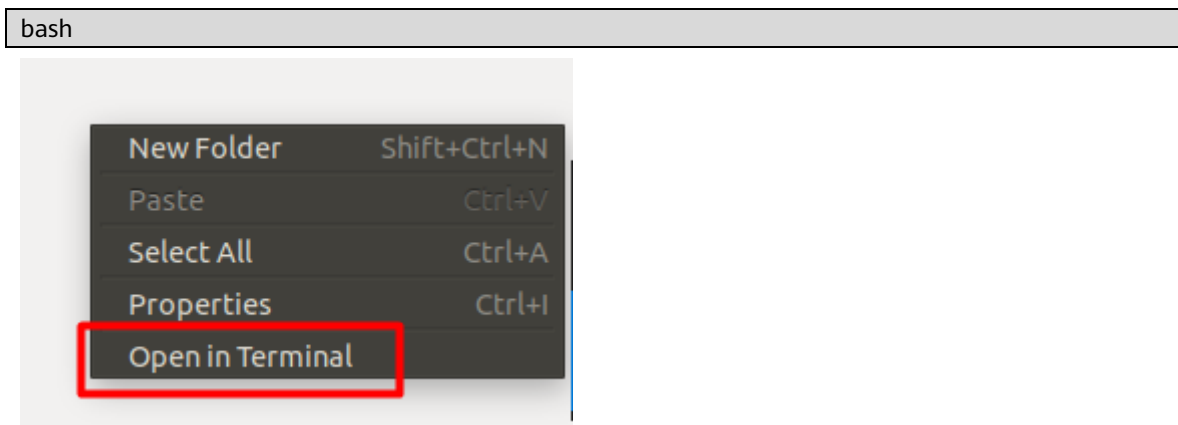 bash
New Folder Shift+Ctrl+N
Paste Ctrl+V
Select All Ctrl+A
Properties Ctrl+I
Open in Terminal